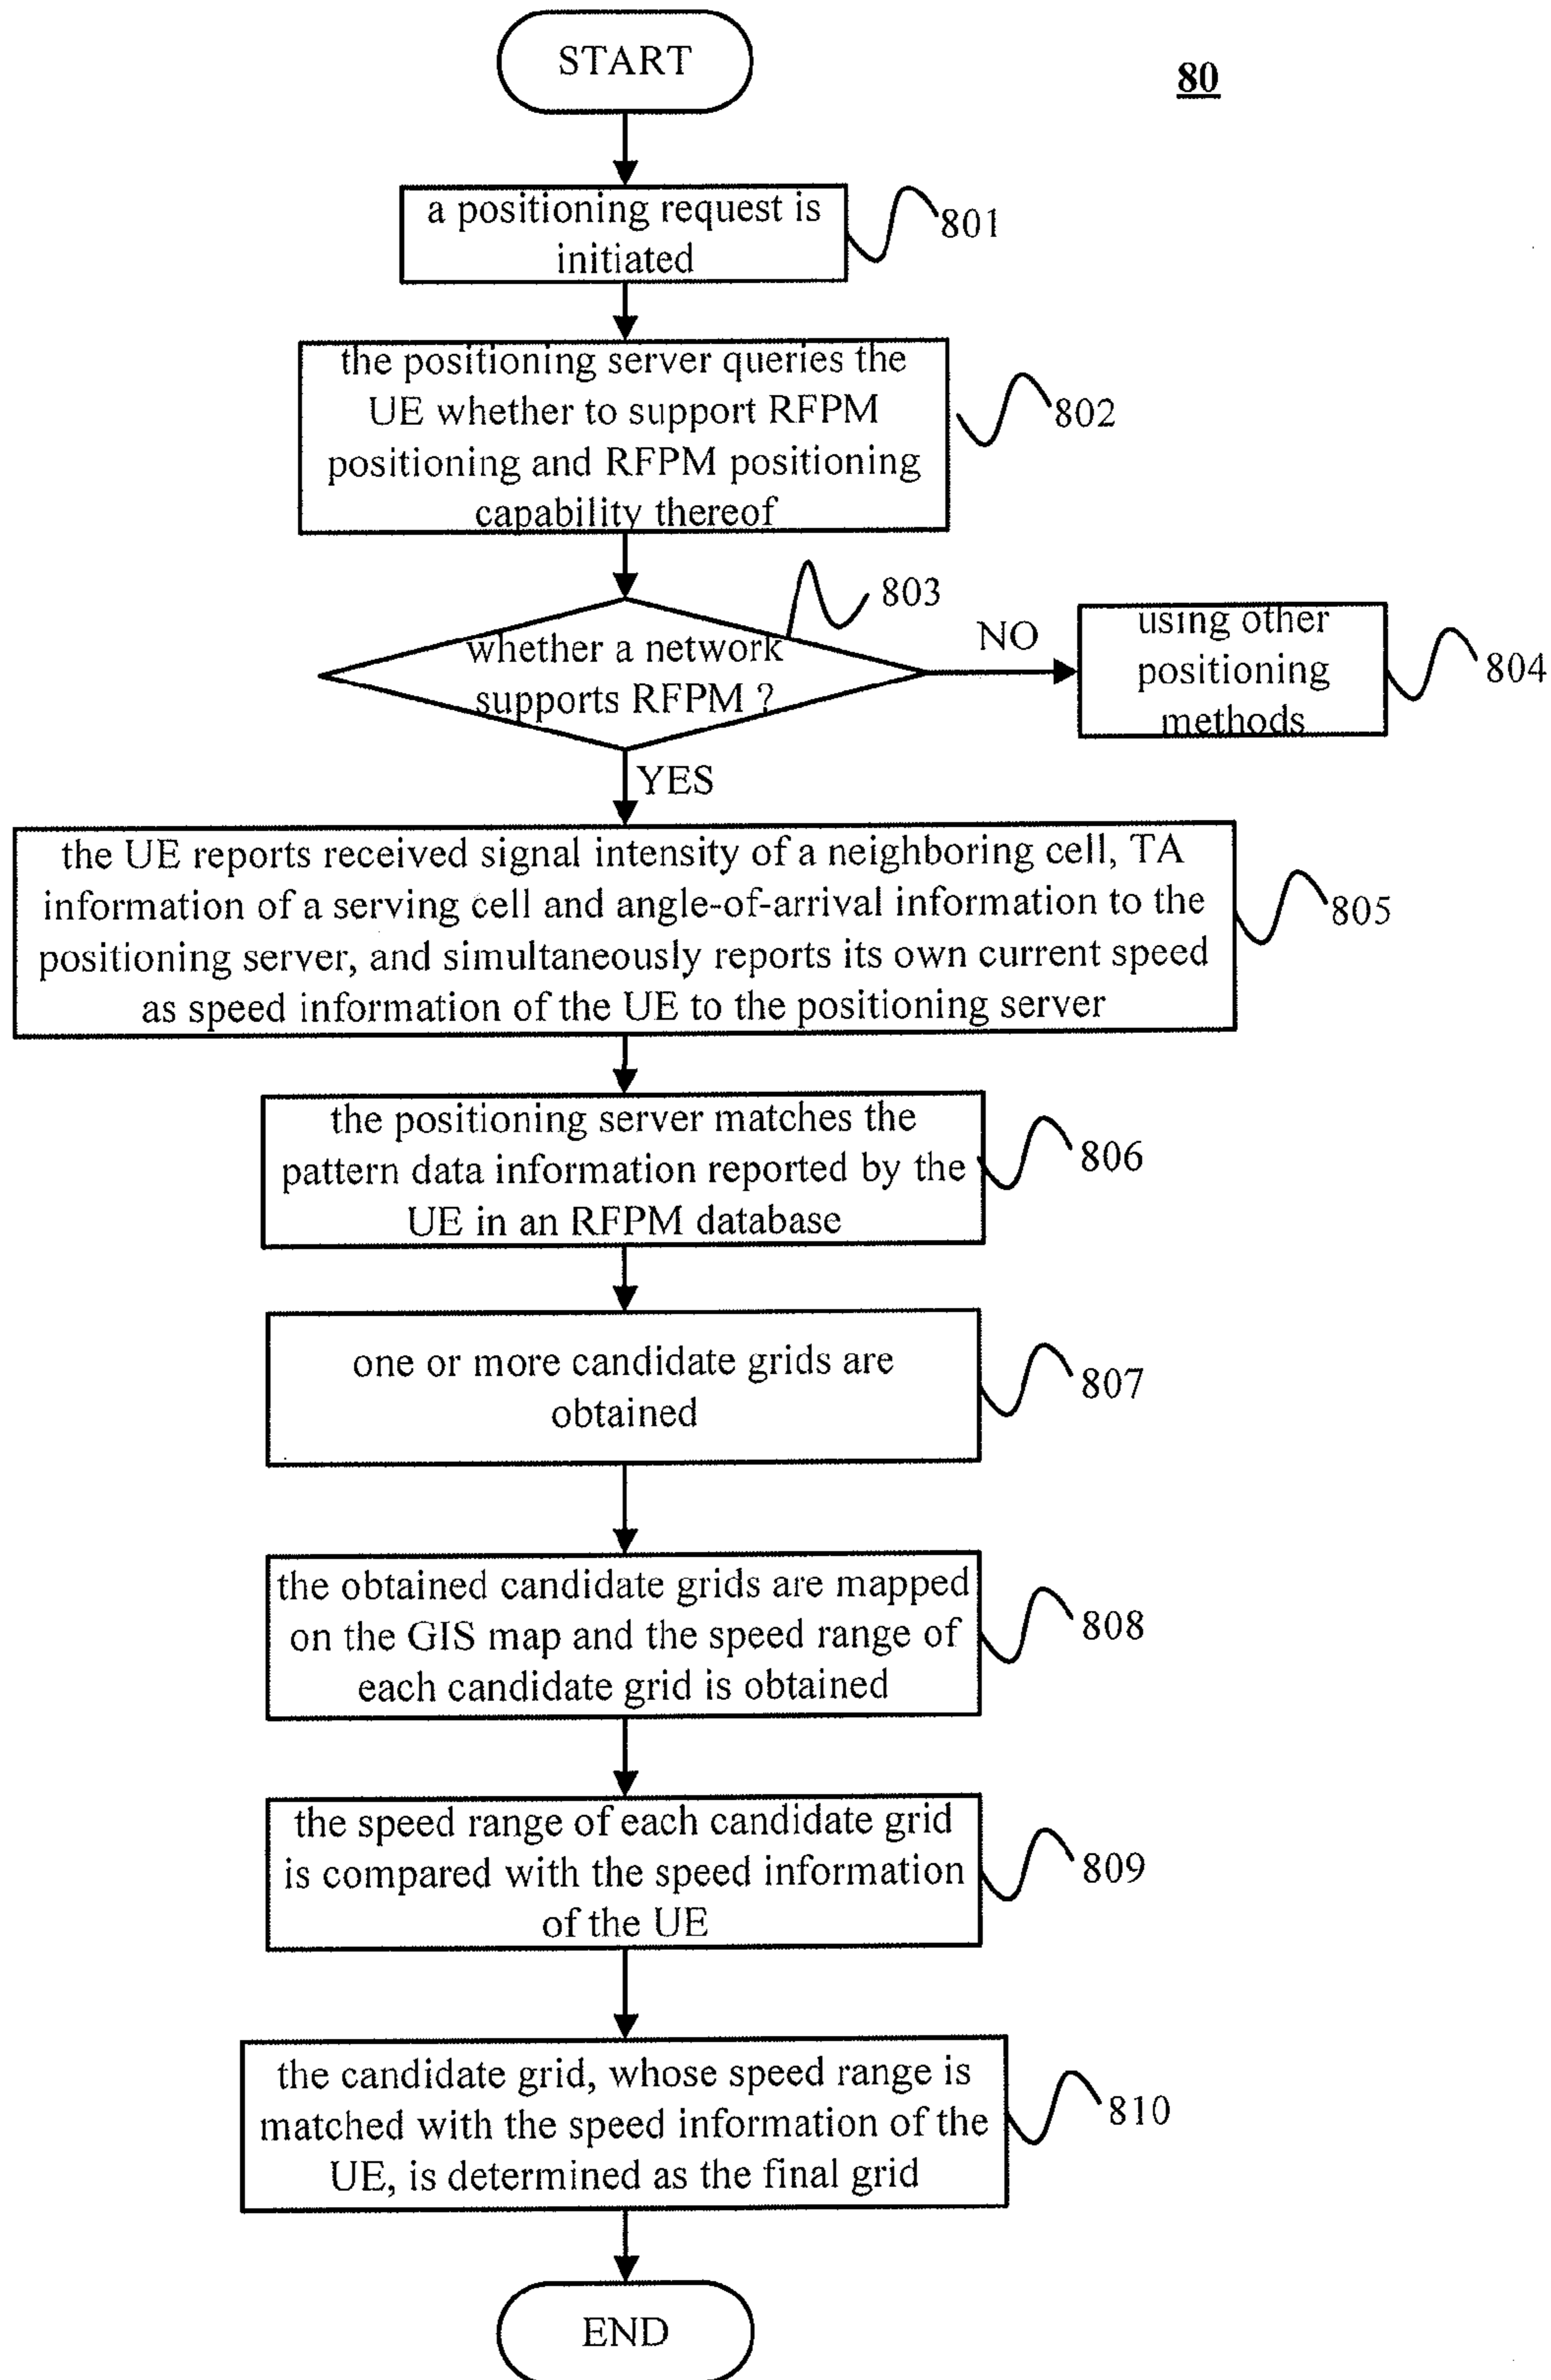 START
80
a positioning request is
initiated
801
the positioning server queries the
UE whether to support RFPM
positioning and RFPM positioning
capability thereof
802
803
whether a network
supports RFPM ?
NO
using other
positioning
methods
804
YES
the UE reports received signal intensity of a neighboring cell, TA
information of a serving cell and angle-of-arrival information to the
positioning server, and simultaneously reports its own current speed
as speed information of the UE to the positioning server
805
the positioning server matches the
pattern data information reported by the
UE in an RFPM database
806
one or more candidate grids are
obtained
807
the obtained candidate grids are mapped
on the GIS map and the speed range of
each candidate grid is obtained
808
the speed range of each candidate grid
is compared with the speed information
of the UE
809
the candidate grid, whose speed range is
matched with the speed information of the
UE, is determined as the final grid
810
END